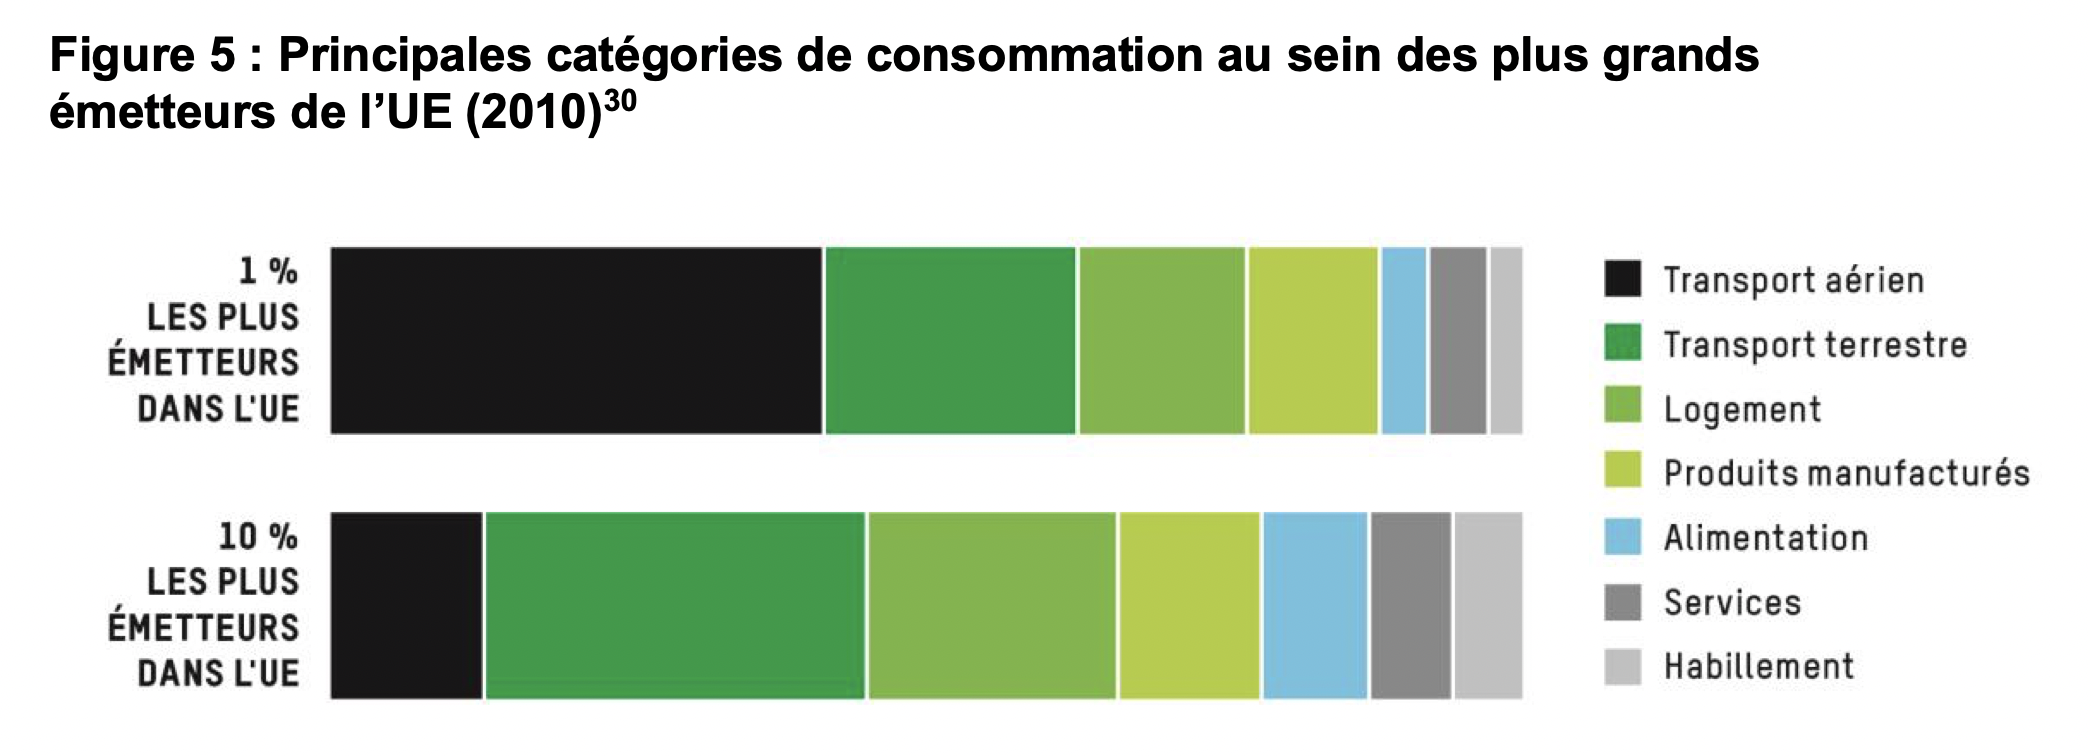 Figure 5 : Principales catégories de consommation au sein des plus grands
émetteurs de l’UE (2010)30
1 %
LES PLUS
ÉMETTEURS
DANS L'UE
10 %
LES PLUS
ÉMETTEURS
DANS L'UE
Transport aérien
Transport terrestre
Logement
Produits manufacturés
Alimentation
Services
Habillement